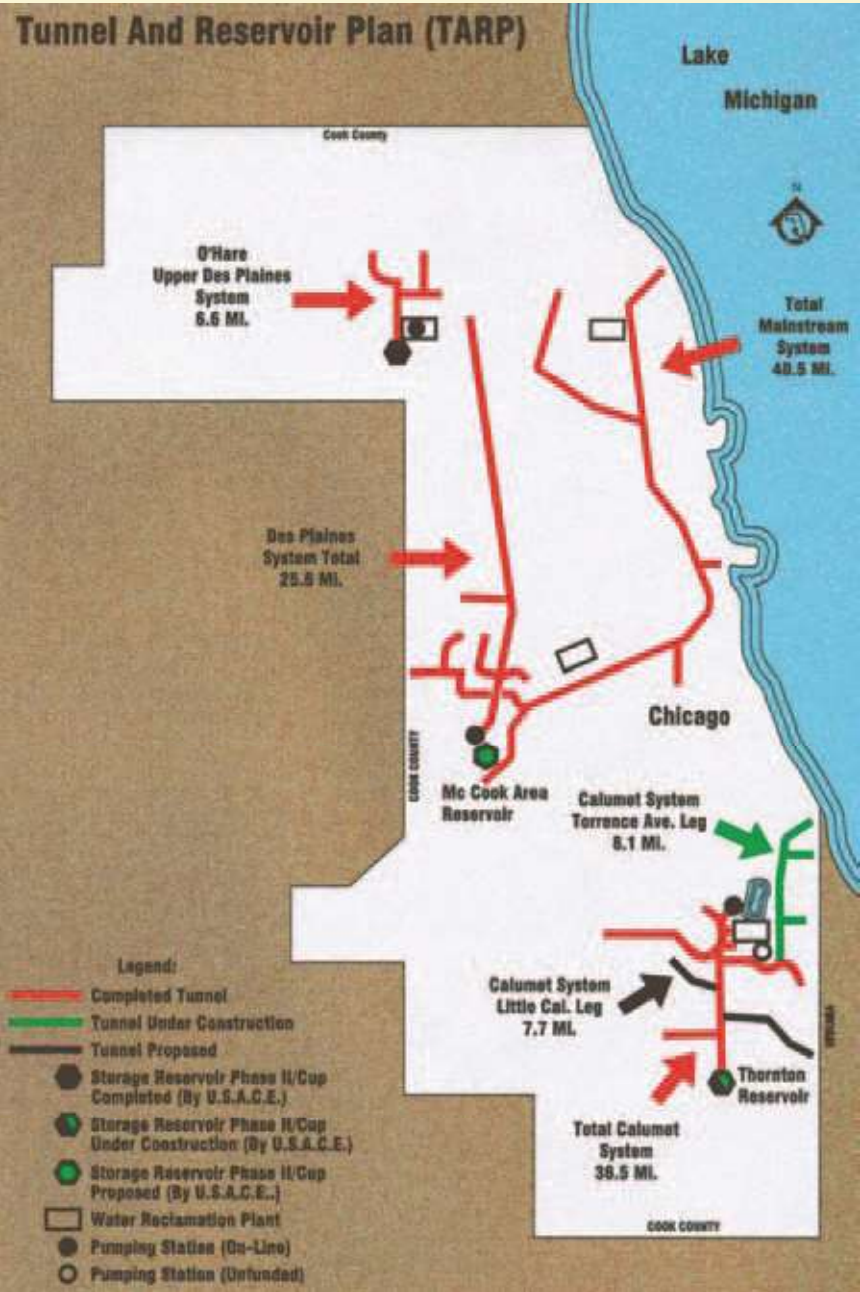 Tunnel And Reservoir Plan (TARP)
Lake
Michigan
Cook County
N
O'Hare
Upper Des Plaines
System
6.6 Mi.
Total
Mainstream
System
40.5 Mi.
Des Plaines
System Total
25.6 Mi.
Chicago
COOK COUNTY
Mc Cook Area
Reservoir
Calumet System
Torrence Ave. Leg
Calumet System
Little Cal. Leg
7.7 Mi.
INDIANA
Thornton
Reservoir
Total Calumet
System
36.5 Mi.
COOK COUNTY
Legend:
Completed Tunnel
Tunnel Under Construction
Tunnel Proposed
Storage Reservoir Phase II/Cup
Completed (By U.S.A.C.E.)
Storage Reservoir Phase II/Cup
Under Construction (By U.S.A.C.E.)
Storage Reservoir Phase II/Cup
Proposed (By U.S.A.C.E..)
Water Reclamation Plant
Pumping Station (On-Line)
Pumping Station (Unfunded)